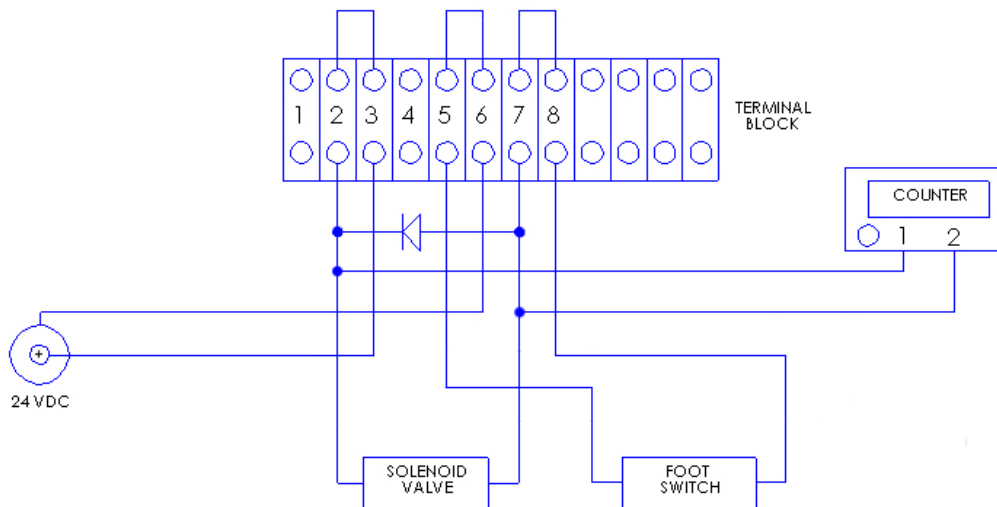 1 2 3 4 5 6 7 8
TERMINAL
BLOCK
COUNTER
1 2
+
24 VDC
SOLENOID
VALVE
FOOT
SWITCH